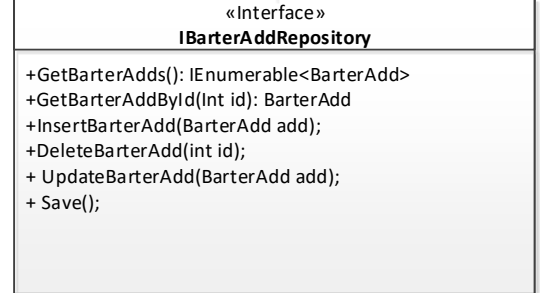 «Interface»
IBarterAddRepository
+GetBarterAdds(): IEnumerable<BarterAdd>
+GetBarterAddById(Int id): BarterAdd
+InsertBarterAdd(BarterAdd add);
+DeleteBarterAdd(int id);
+ UpdateBarterAdd(BarterAdd add);
+ Save();